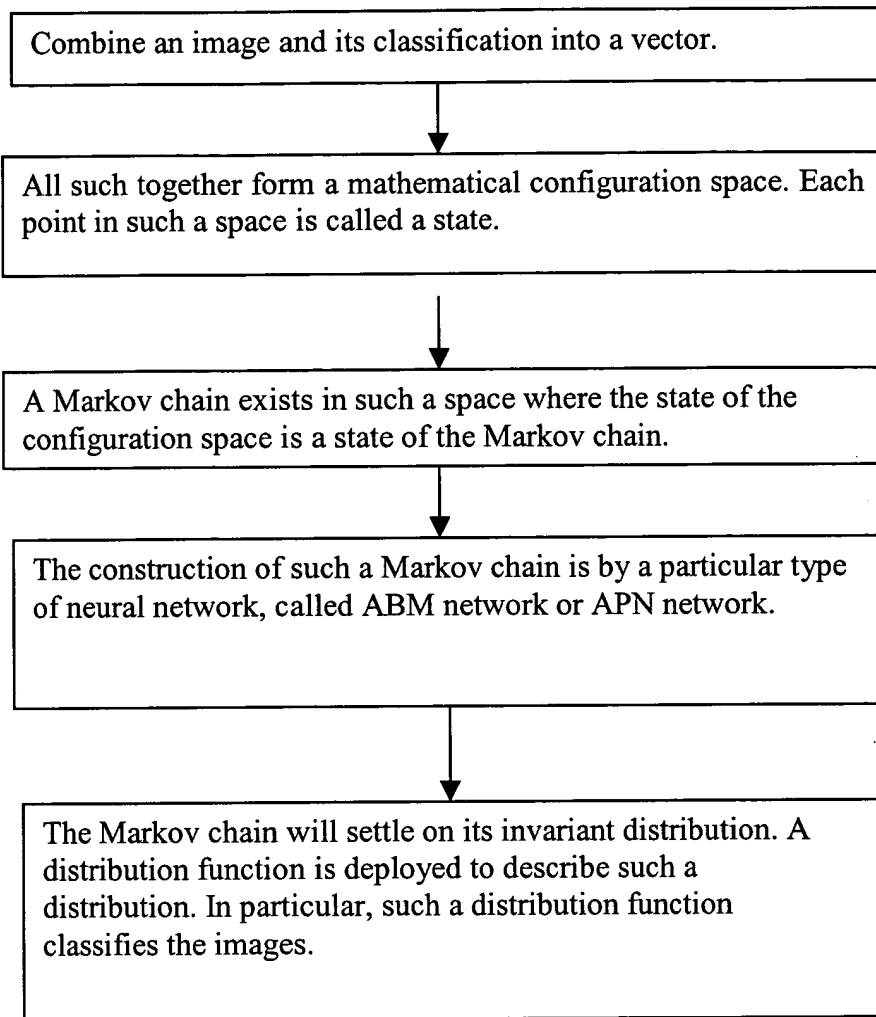 Combine an image and its classification into a vector.
All such together form a mathematical configuration space. Each
point in such a space is called a state.
A Markov chain exists in such a space where the state of the
configuration space is a state of the Markov chain.
The construction of such a Markov chain is by a particular type
of neural network, called ABM network or APN network.
The Markov chain will settle on its invariant distribution. A
distribution function is deployed to describe such a
distribution. In particular, such a distribution function
classifies the images.